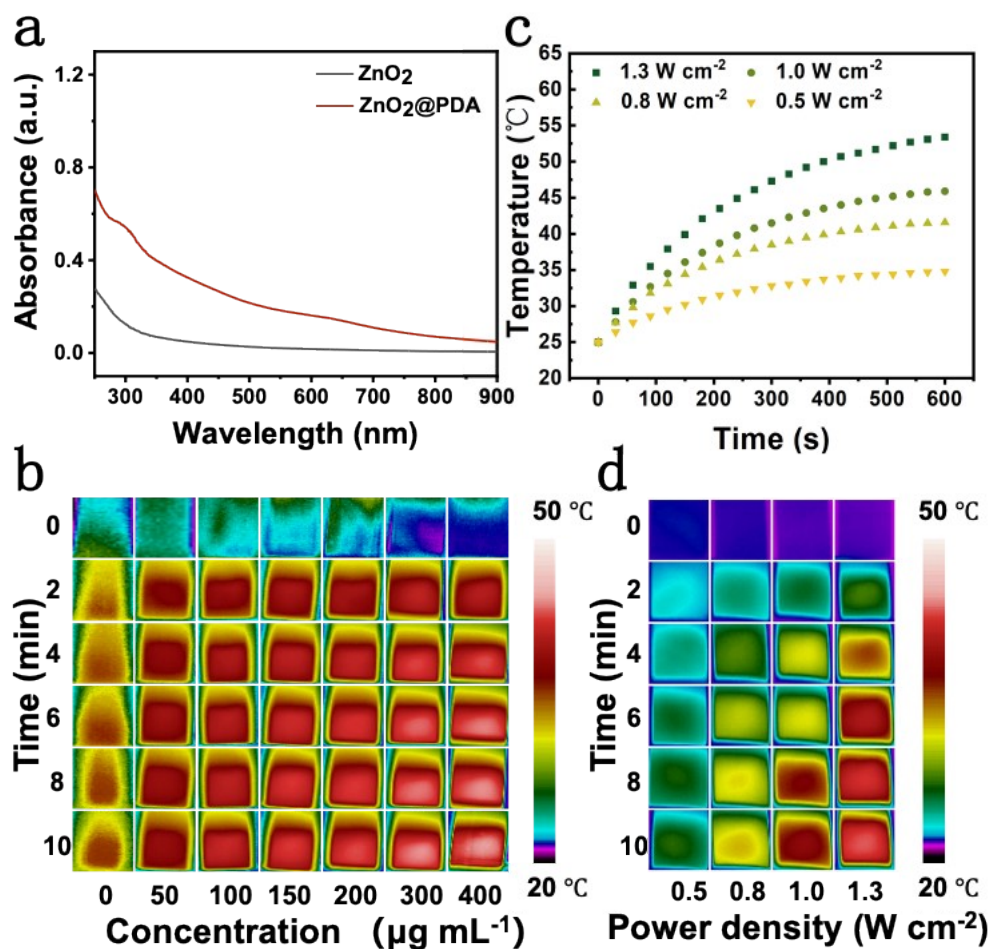 a
1.2
0.8
0.4
0.0
Absorbance (a.u.)
ZnO₂
ZnO₂@PDA
300 400 500 600 700 800 900
Wavelength (nm)
c
65
60
55
50
45
40
35
30
25
20
Temperature (℃)
1.3 W cm⁻² 1.0 W cm⁻²
0.8 W cm⁻² 0.5 W cm⁻²
0 100 200 300 400 500 600
Time (s)
b
0
2
4
6
8
10
Time (min)
0 50 100 150 200 300 400
Concentration (μg mL⁻¹)
50 ℃
20 ℃
d
0
2
4
6
8
10
Time (min)
0.5 0.8 1.0 1.3
Power density (W cm⁻²)
50 ℃
20 ℃